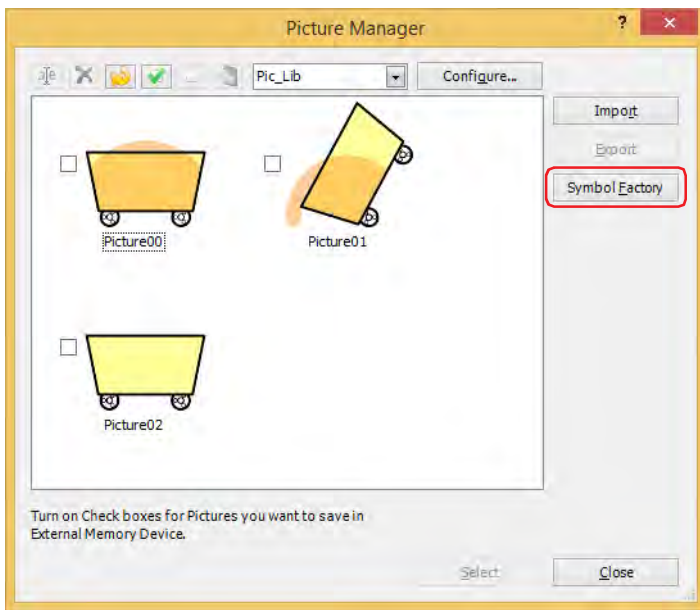 Picture Manager
?
Pic_Lib
Configure...
Import
Export
Symbol Factory
Picture00
Picture01
Picture02
Turn on Check boxes for Pictures you want to save in
External Memory Device.
Select
Close